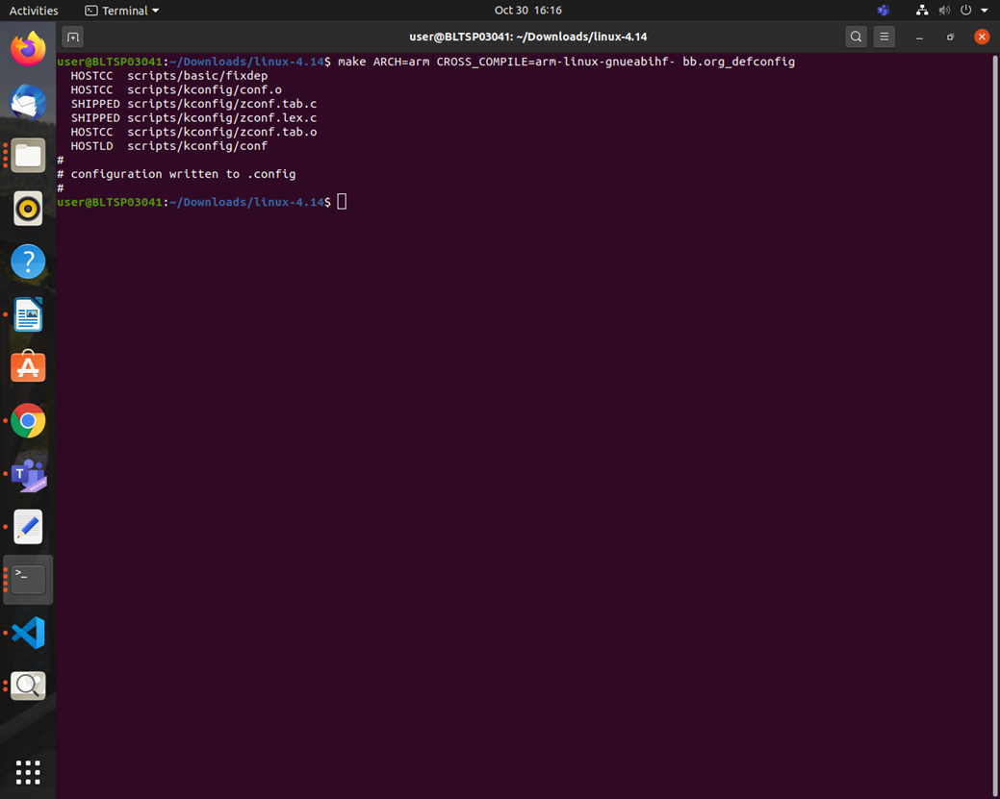 Activities Terminal Oct 30 16:16
user@BLTSP03041: ~/Downloads/linux-4.14
user@BLTSP03041:~/Downloads/linux-4.14$ make ARCH=arm CROSS_COMPILE=arm-linux-gnueabihf- bb.org_defconfig
HOSTCC scripts/basic/fixdep
HOSTCC scripts/kconfig/conf.o
SHIPPED scripts/kconfig/zconf.tab.c
SHIPPED scripts/kconfig/zconf.lex.c
HOSTCC scripts/kconfig/zconf.tab.o
HOSTLD scripts/kconfig/conf
#
# configuration written to .config
#
user@BLTSP03041:~/Downloads/linux-4.14$